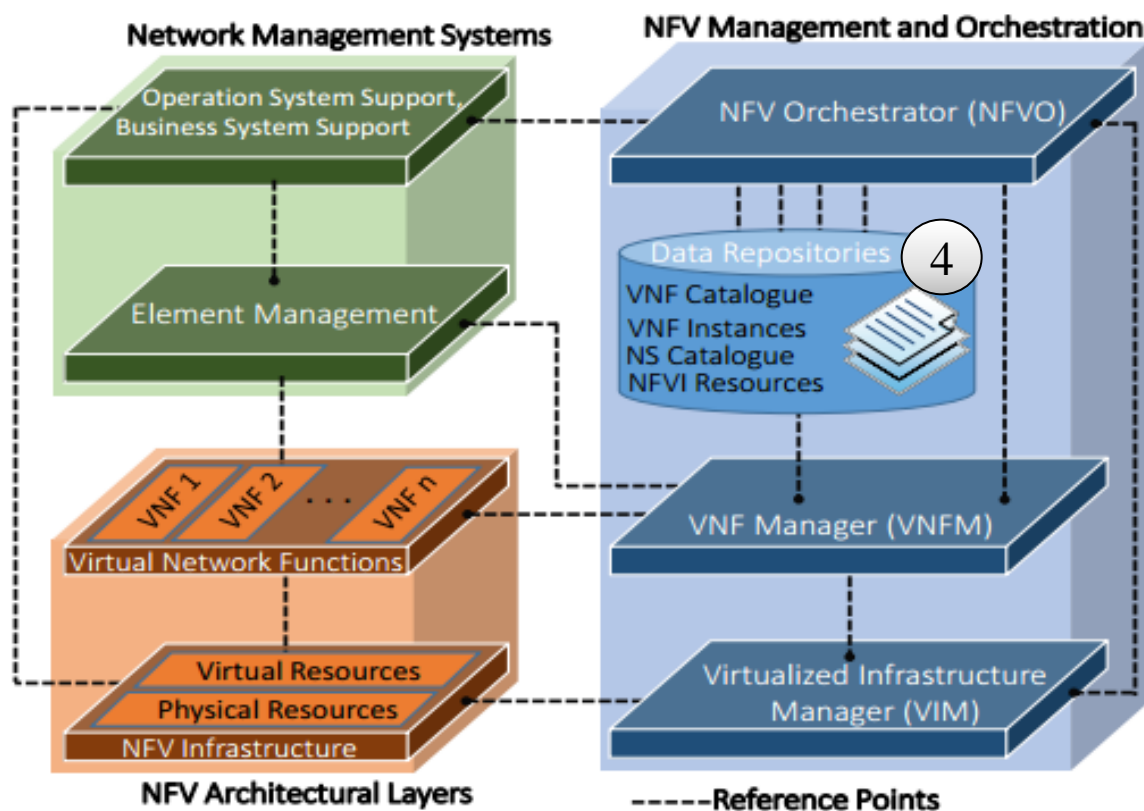 Network Management Systems
Operation System Support,
Business System Support
Element Management
VNF 1
VNF 2
. . .
VNF n
Virtual Network Functions
Virtual Resources
Physical Resources
NFV Infrastructure
NFV Architectural Layers
NFV Management and Orchestration
NFV Orchestrator (NFVO)
Data Repositories
4
VNF Catalogue
VNF Instances
NS Catalogue
NFVI Resources
VNF Manager (VNFM)
Virtualized Infrastructure
Manager (VIM)
-----Reference Points